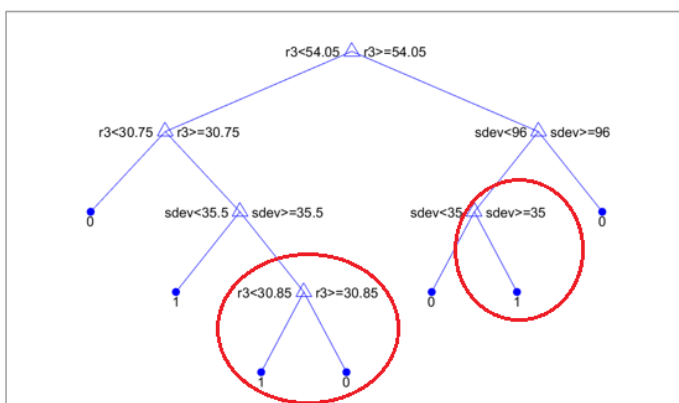 r3<54.05 r3>=54.05
r3<30.75 r3>=30.75 sdev<96 sdev>=96
0 sdev<35.5 sdev>=35.5 sdev<35 sdev>=35 0
1 r3<30.85 r3>=30.85 0 1
1 0